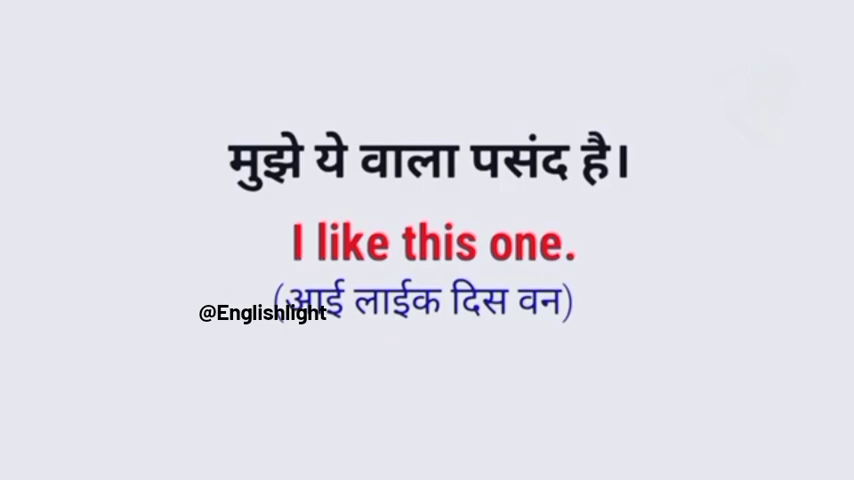 मुझे ये वाला पसंद है।
I like this one.
(आई लाईक दिस वन)
@Englishlight